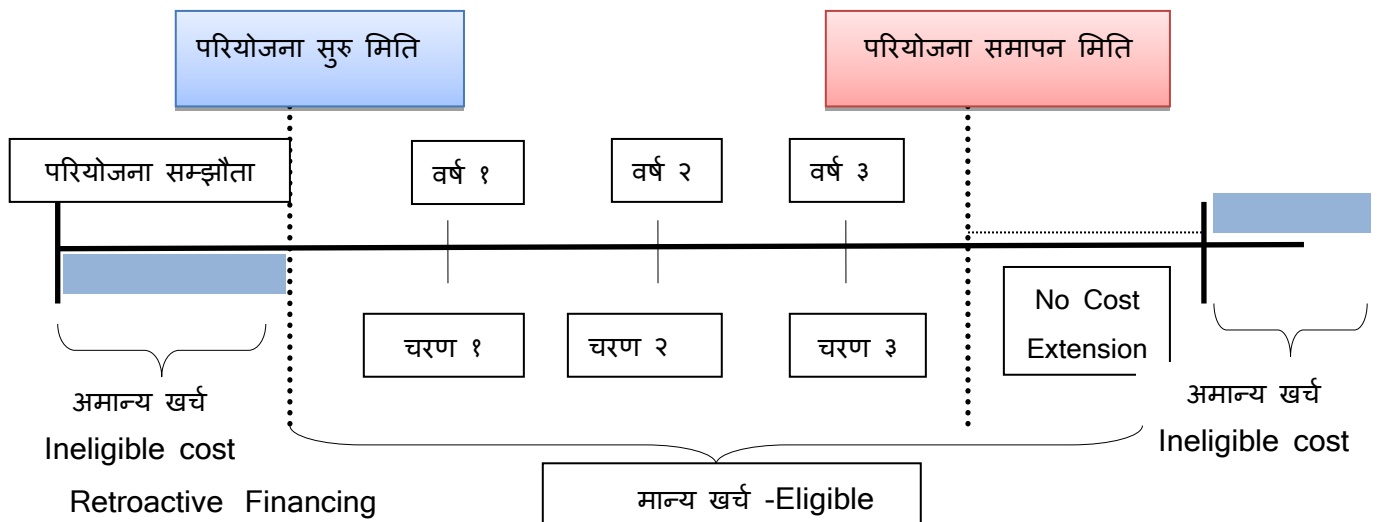 परियोजना सुरु मिति
परियोजना समापन मिति
परियोजना सम्झौता
वर्ष १
वर्ष २
वर्ष ३
चरण १
चरण २
चरण ३
No Cost
Extension
अमान्य खर्च
Ineligible cost
Retroactive Financing
मान्य खर्च -Eligible
अमान्य खर्च
Ineligible cost